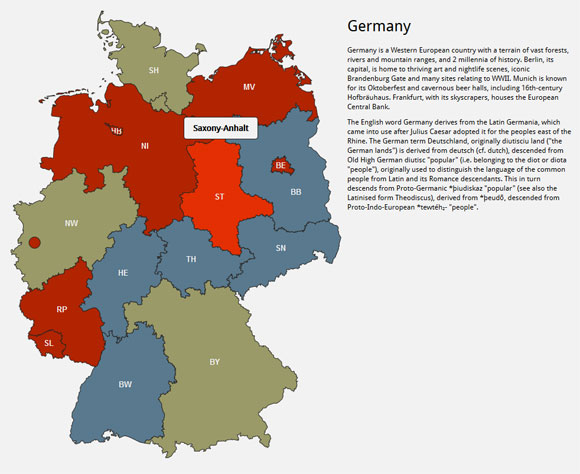 Germany
Germany is a Western European country with a terrain of vast forests,
rivers and mountain ranges, and 2 millennia of history. Berlin, its
capital, is home to thriving art and nightlife scenes, iconic
Brandenburg Gate and many sites relating to WWII. Munich is known
for its Oktoberfest and cavernous beer halls, including 16th-century
Hofbräuhaus. Frankfurt, with its skyscrapers, houses the European
Central Bank.
The English word Germany derives from the Latin Germania, which
came into use after Julius Caesar adopted it for the peoples east of the
Rhine. The German term Deutschland, originally diutisciu land ("the
German lands") is derived from deutsch (cf. dutch), descended from
Old High German diutisc "popular" (i.e. belonging to the diot or diota
"people"), originally used to distinguish the language of the common
people from Latin and its Romance descendants. This in turn
descends from Proto-Germanic *þiudiskaz "popular" (see also the
Latinised form Theodiscus), derived from *þeudō, descended from
Proto-Indo-European *tewtéh₂- "people".
SH
MV
HB
Saxony-Anhalt
NI
BE
BB
ST
NW
SN
TH
HE
RP
SL
BY
BW